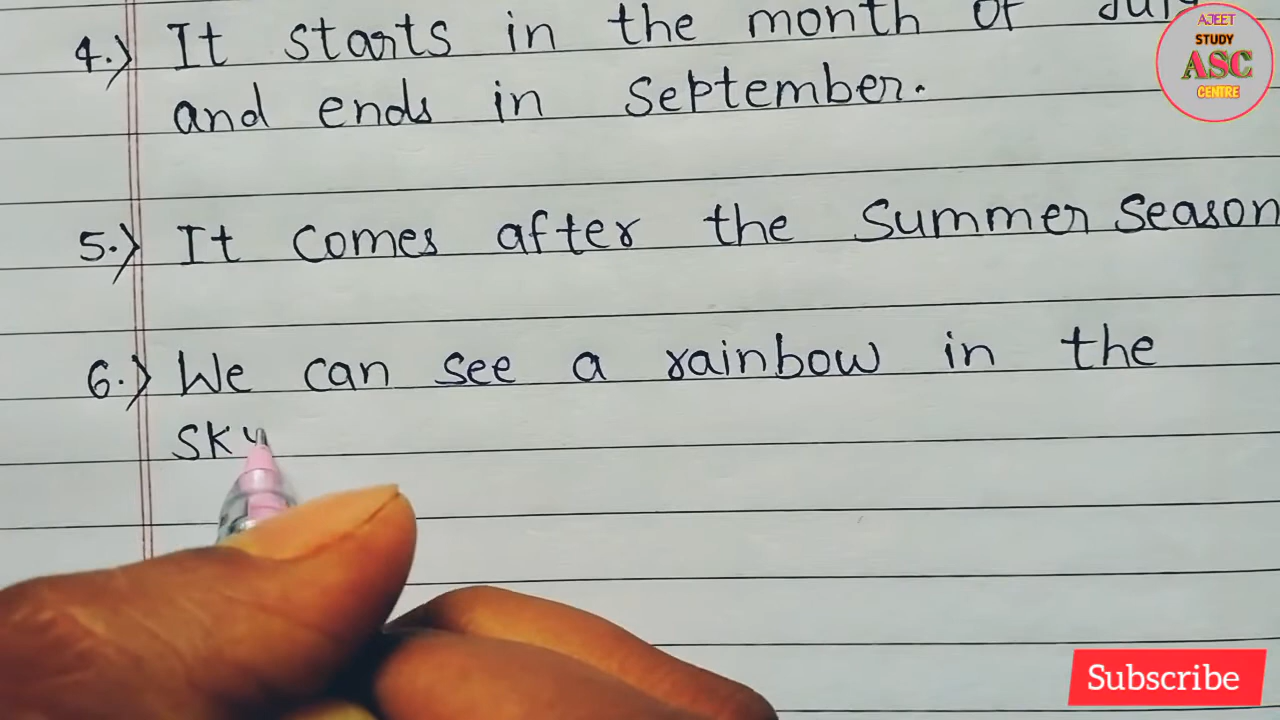 4.) It starts in the month of July
and ends in September.
5.) It comes after the Summer season
6.) We can see a rainbow in the
sky
AJEET
STUDY
ASC
CENTRE
Subscribe